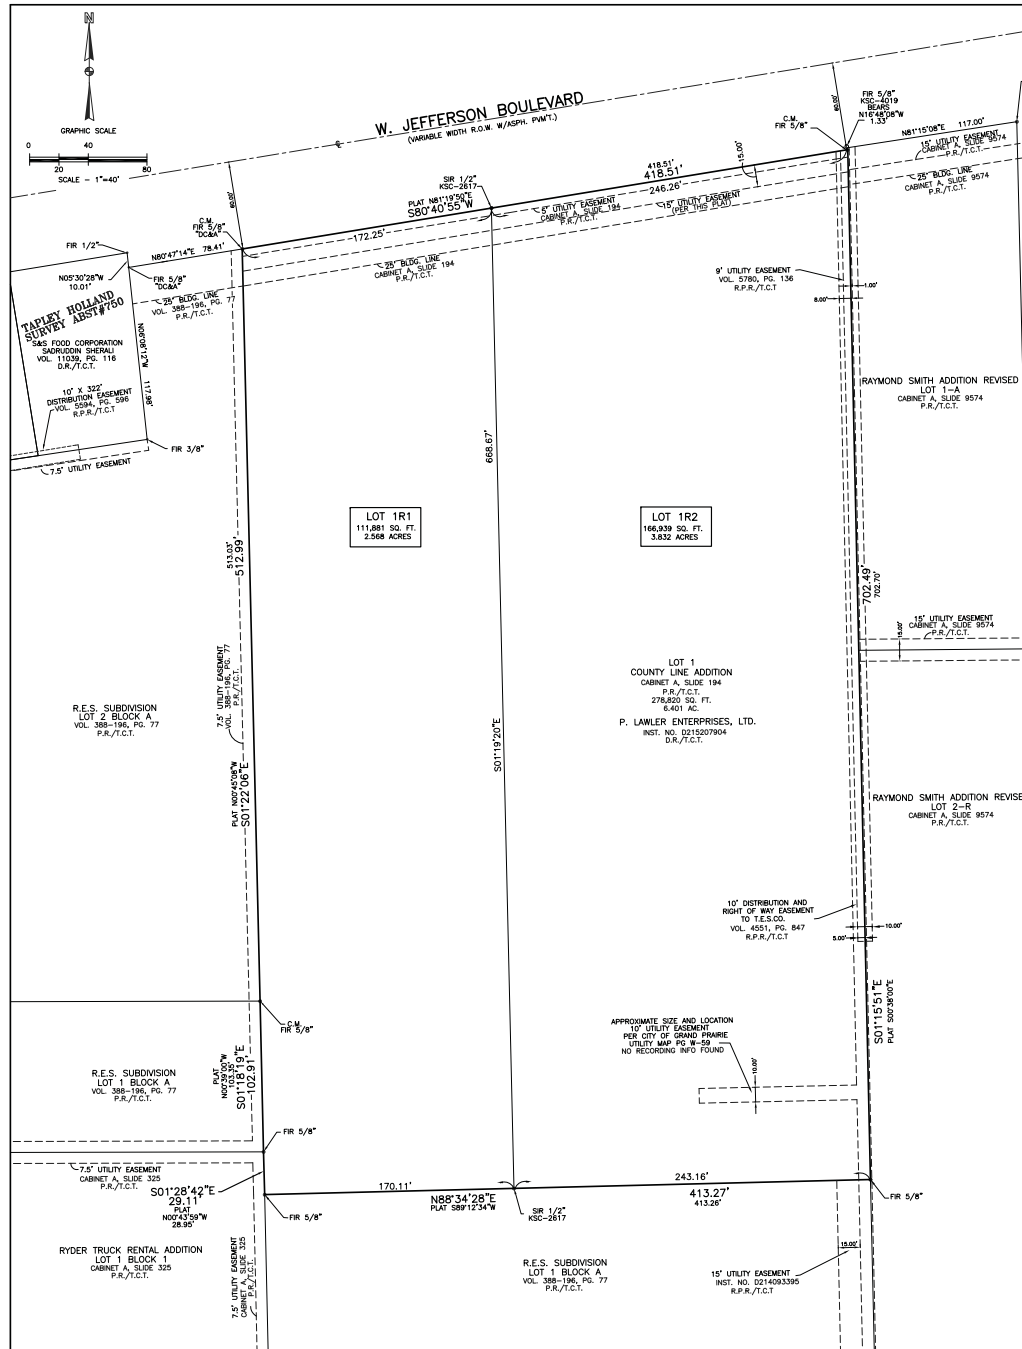 N
GRAPHIC SCALE
0 40
20 80
SCALE - 1"=40'
W. JEFFERSON BOULEVARD
(VARIABLE WIDTH R.O.W. W/ASPH. PVM'T.)
60.00'
60.00'
FIR 5/8"
KSC-4019
BEARS
N16°48'08"W
1.33'
C.M.
FIR 5/8"
N81°15'08"E 117.00'
15' UTILITY EASEMENT
CABINET A, SLIDE 9574
P.R./T.C.T.
25' BLDG. LINE
CABINET A, SLIDE 9574
P.R./T.C.T.
SIR 1/2"
KSC-2617
PLAT N81°19'50"E
S80°40'55"W
418.51'
418.51'
246.26'
172.25'
15.00'
5' UTILITY EASEMENT
CABINET A, SLIDE 194
P.R./T.C.T.
15' UTILITY EASEMENT
(PER THIS PLAT)
C.M.
FIR 5/8"
"DC&A"
FIR 1/2"
N80°47'14"E 78.41'
N05°30'28"W
10.01'
FIR 5/8"
"DC&A"
25' BLDG. LINE
CABINET A, SLIDE 194
P.R./T.C.T.
25' BLDG. LINE
VOL. 388-196, PG. 77
P.R./T.C.T.
TAPLEY HOLLAND
SURVEY ABST#750
S&S FOOD CORPORATION
SADRUDDIN SHERALI
VOL. 11039, PG. 116
D.R./T.C.T.
N06°08'12"W 117.98'
10' X 322'
DISTRIBUTION EASEMENT
VOL. 5594, PG. 596
R.P.R./T.C.T
FIR 3/8"
7.5' UTILITY EASEMENT
9' UTILITY EASEMENT
VOL. 5780, PG. 136
R.P.R./T.C.T
1.00'
8.00'
RAYMOND SMITH ADDITION REVISED
LOT 1-A
CABINET A, SLIDE 9574
P.R./T.C.T.
668.67'
LOT 1R1
111,881 SQ. FT.
2.568 ACRES
LOT 1R2
166,939 SQ. FT.
3.832 ACRES
513.03'
512.99'
702.49'
702.70'
15' UTILITY EASEMENT
CABINET A, SLIDE 9574
P.R./T.C.T.
15.00'
7.5' UTILITY EASEMENT
VOL. 388-196, PG. 77
P.R./T.C.T.
LOT 1
COUNTY LINE ADDITION
CABINET A, SLIDE 194
P.R./T.C.T.
278,820 SQ. FT.
6.401 AC.
P. LAWLER ENTERPRISES, LTD.
INST. NO. D215207904
D.R./T.C.T.
R.E.S. SUBDIVISION
LOT 2 BLOCK A
VOL. 388-196, PG. 77
P.R./T.C.T.
S01°19'20"E
PLAT N00°45'08"W
S01°22'06"E
RAYMOND SMITH ADDITION REVISE
LOT 2-R
CABINET A, SLIDE 9574
P.R./T.C.T.
10' DISTRIBUTION AND
RIGHT OF WAY EASEMENT
TO T.E.S.CO.
VOL. 4551, PG. 847
R.P.R./T.C.T
10.00'
5.00'
S01°15'51"E
PLAT S00°38'00"E
C.M.
FIR 5/8"
APPROXIMATE SIZE AND LOCATION
10' UTILITY EASEMENT
PER CITY OF GRAND PRAIRIE
UTILITY MAP PG W-59
NO RECORDING INFO FOUND
10.00'
R.E.S. SUBDIVISION
LOT 1 BLOCK A
VOL. 388-196, PG. 77
P.R./T.C.T.
PLAT
N00°39'00"W
103.35'
S01°18'19"E
102.91'
FIR 5/8"
7.5' UTILITY EASEMENT
CABINET A, SLIDE 325
P.R./T.C.T.
S01°28'42"E
29.11'
PLAT
N00°43'59"W
28.95'
FIR 5/8"
170.11'
N88°34'28"E
PLAT S89°12'34"W
SIR 1/2"
KSC-2617
243.16'
413.27'
413.26'
FIR 5/8"
RYDER TRUCK RENTAL ADDITION
LOT 1 BLOCK 1
CABINET A, SLIDE 325
P.R./T.C.T.
7.5' UTILITY EASEMENT
CABINET A, SLIDE 325
P.R./T.C.T.
R.E.S. SUBDIVISION
LOT 1 BLOCK A
VOL. 388-196, PG. 77
P.R./T.C.T.
15.00'
15' UTILITY EASEMENT
INST. NO. D214093395
R.P.R./T.C.T